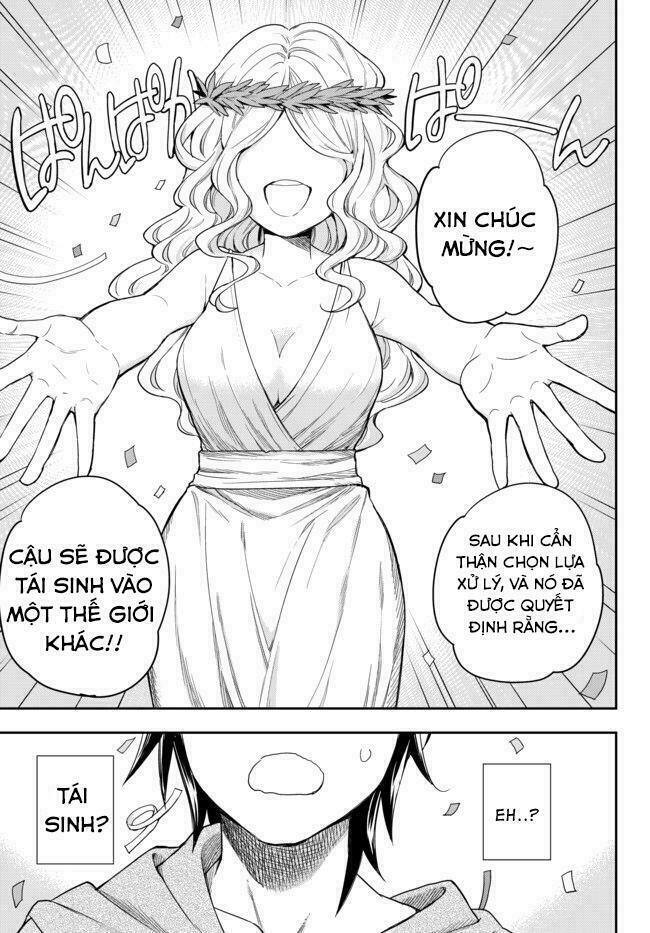 ぱんぱん
ぱーん
XIN CHÚC
MỪNG!~
SAU KHI CẨN
THẬN CHỌN LỰA
XỬ LÝ, VÀ NÓ ĐÃ
ĐƯỢC QUYẾT
ĐỊNH RẰNG...
CẬU SẼ ĐƯỢC
TÁI SINH VÀO
MỘT THẾ GIỚI
KHÁC!!
EH..?
TÁI
SINH?